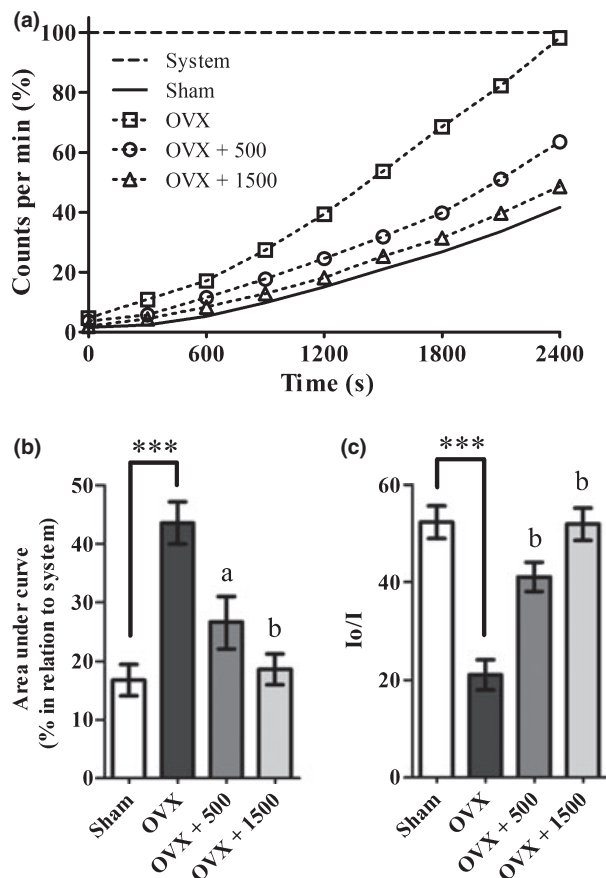 (a)
Counts per min (%)
100
80
60
40
20
0
System
Sham
OVX
OVX + 500
OVX + 1500
0 600 1200 1800 2400
Time (s)
(b)
Area under curve
(% in relation to system)
50
40
30
20
10
0
***
a
b
Sham
OVX
OVX + 500
OVX + 1500
(c)
Io/I
60
40
20
0
***
b
b
Sham
OVX
OVX + 500
OVX + 1500